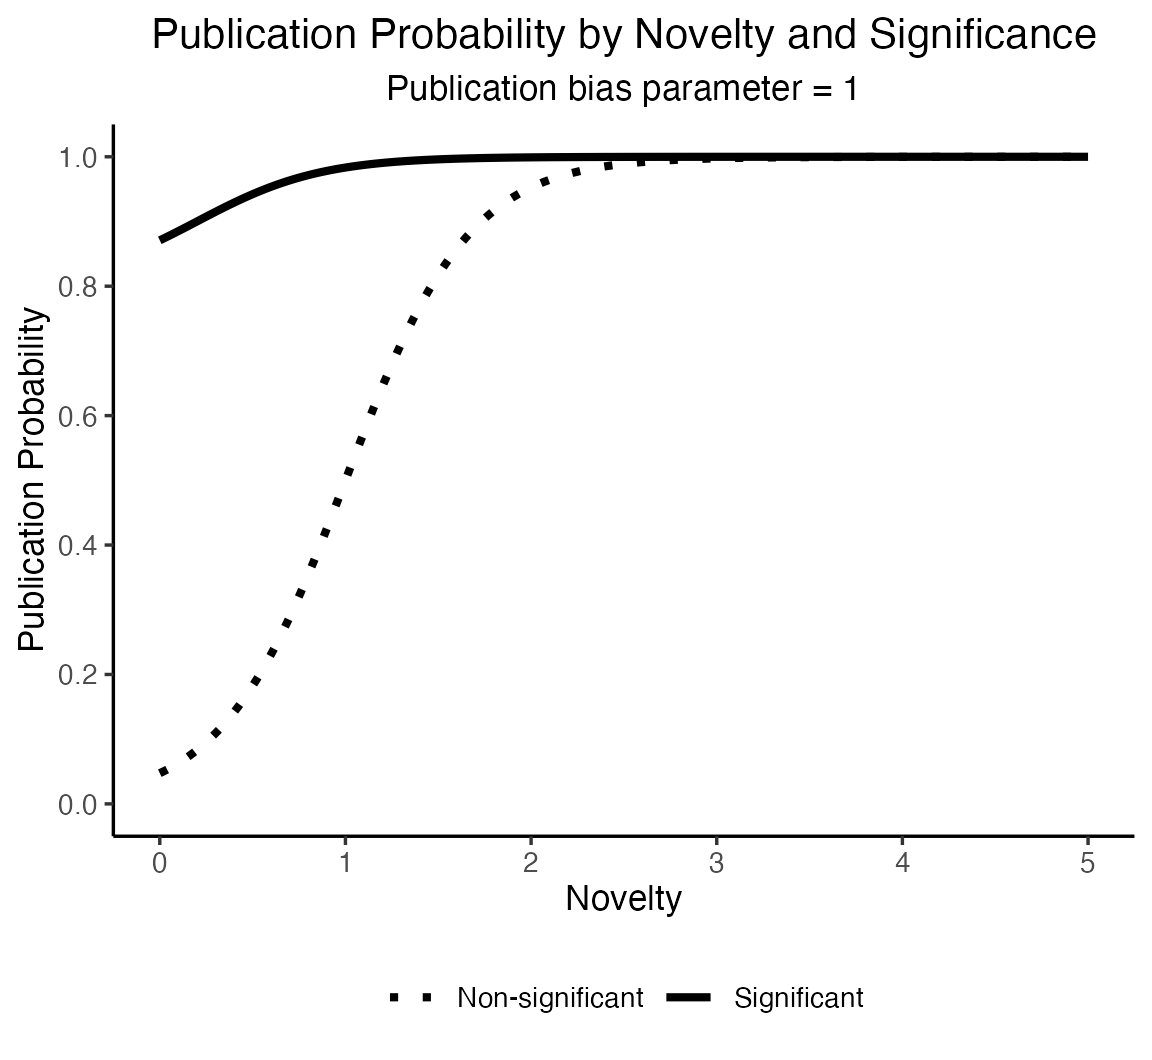 Publication Probability by Novelty and Significance
Publication bias parameter = 1
Publication Probability
1.0
0.8
0.6
0.4
0.2
0.0
0 1 2 3 4 5
Novelty
Non-significant Significant